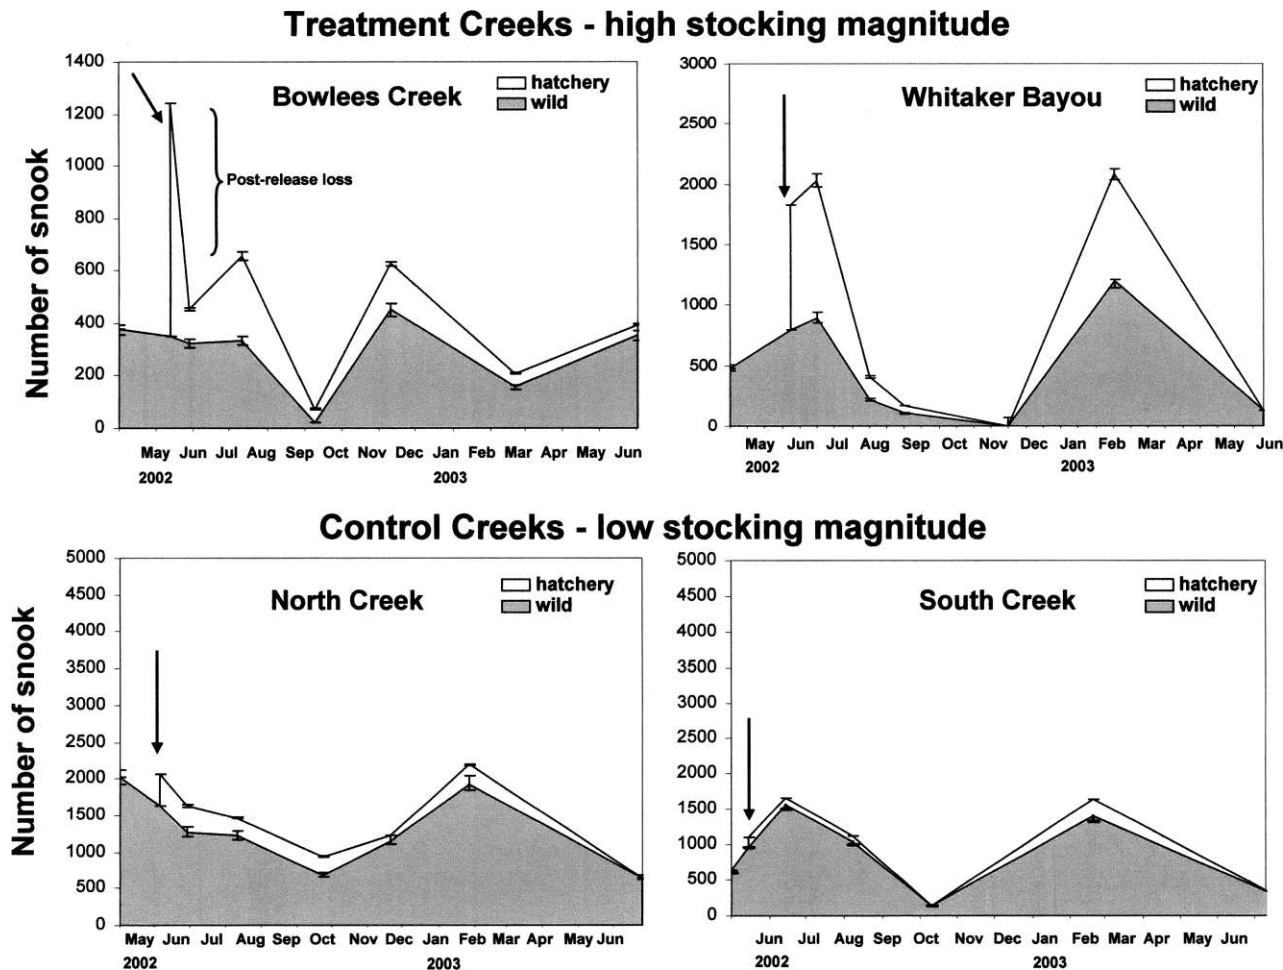 Treatment Creeks - high stocking magnitude
Number of snook
1400
1200
1000
800
600
400
200
0
Bowlees Creek
hatchery
wild
Post-release loss
May Jun Jul Aug Sep Oct Nov Dec Jan Feb Mar Apr May Jun
2002 2003
3000
2500
2000
1500
1000
500
0
Whitaker Bayou
hatchery
wild
May Jun Jul Aug Sep Oct Nov Dec Jan Feb Mar Apr May Jun
2002 2003
Control Creeks - low stocking magnitude
Number of snook
5000
4500
4000
3500
3000
2500
2000
1500
1000
500
0
North Creek
hatchery
wild
May Jun Jul Aug Sep Oct Nov Dec Jan Feb Mar Apr May Jun
2002 2003
5000
4500
4000
3500
3000
2500
2000
1500
1000
500
0
South Creek
hatchery
wild
Jun Jul Aug Sep Oct Nov Dec Jan Feb Mar Apr May Jun
2002 2003